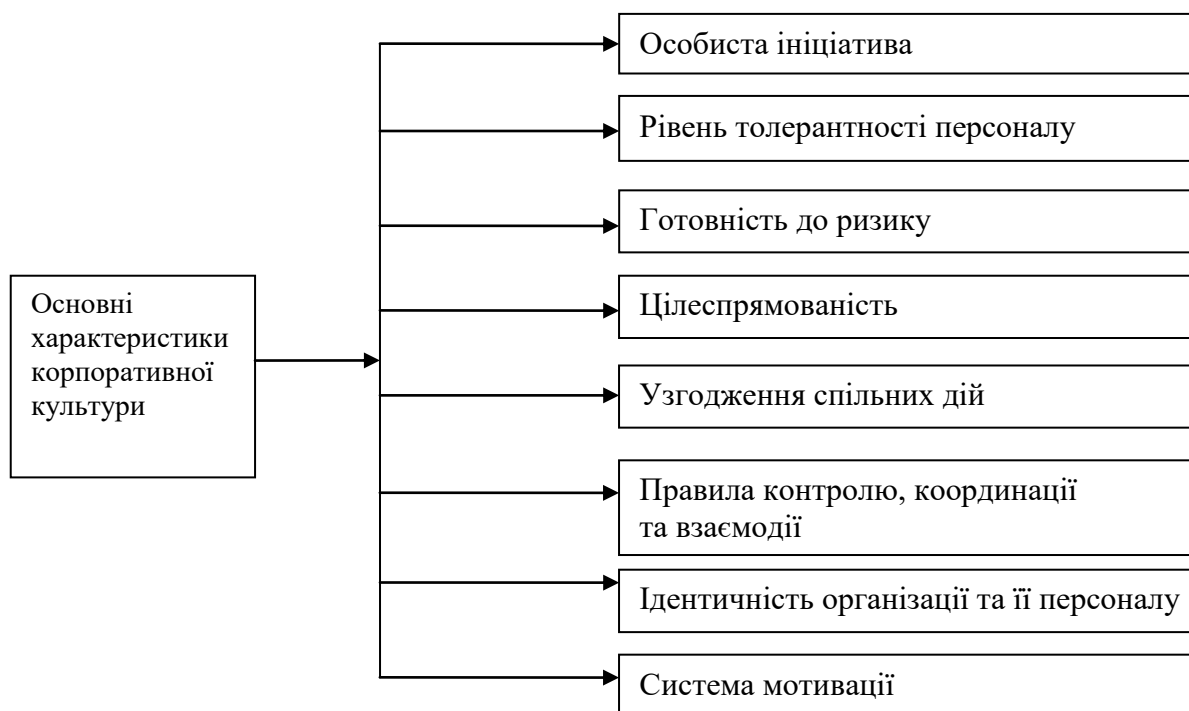 Особиста ініціатива
Рівень толерантності персоналу
Готовність до ризику
Цілеспрямованість
Основні
характеристики
корпоративної
культури
Узгодження спільних дій
Правила контролю, координації
та взаємодії
Ідентичність організації та її персоналу
Система мотивації